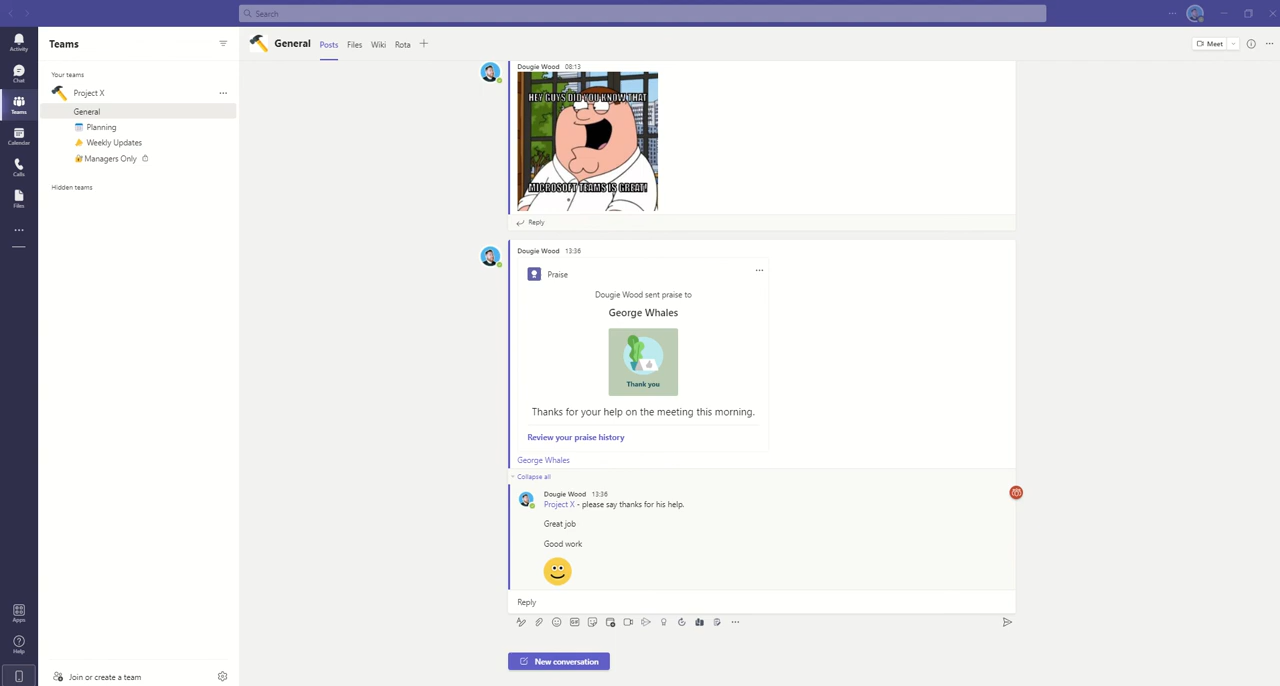 Search
Activity
Chat
Teams
Calendar
Calls
Files
Apps
Help
Teams
Your teams
Project X
General
Planning
Weekly Updates
Managers Only
Hidden teams
Join or create a team
General
Posts
Files
Wiki
Rota
Meet
Dougie Wood 08:13
HEY GUYS DID YOU KNOW THAT
MICROSOFT TEAMS IS GREAT!
Reply
Dougie Wood 13:36
Praise
Dougie Wood sent praise to
George Whales
Thank you
Thanks for your help on the meeting this morning.
Review your praise history
George Whales
Collapse all
Dougie Wood 13:36
Project X - please say thanks for his help.
Great job
Good work
Reply
New conversation